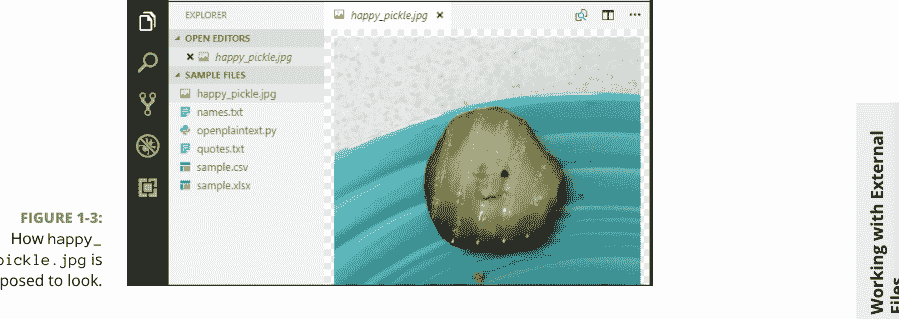 EXPLORER
OPEN EDITORS
happy_pickle.jpg
SAMPLE FILES
happy_pickle.jpg
names.txt
openplaintext.py
quotes.txt
sample.csv
sample.xlsx
happy_pickle.jpg
FIGURE 1-3:
How happy_
pickle.jpg is
posed to look.
Working with External
Files